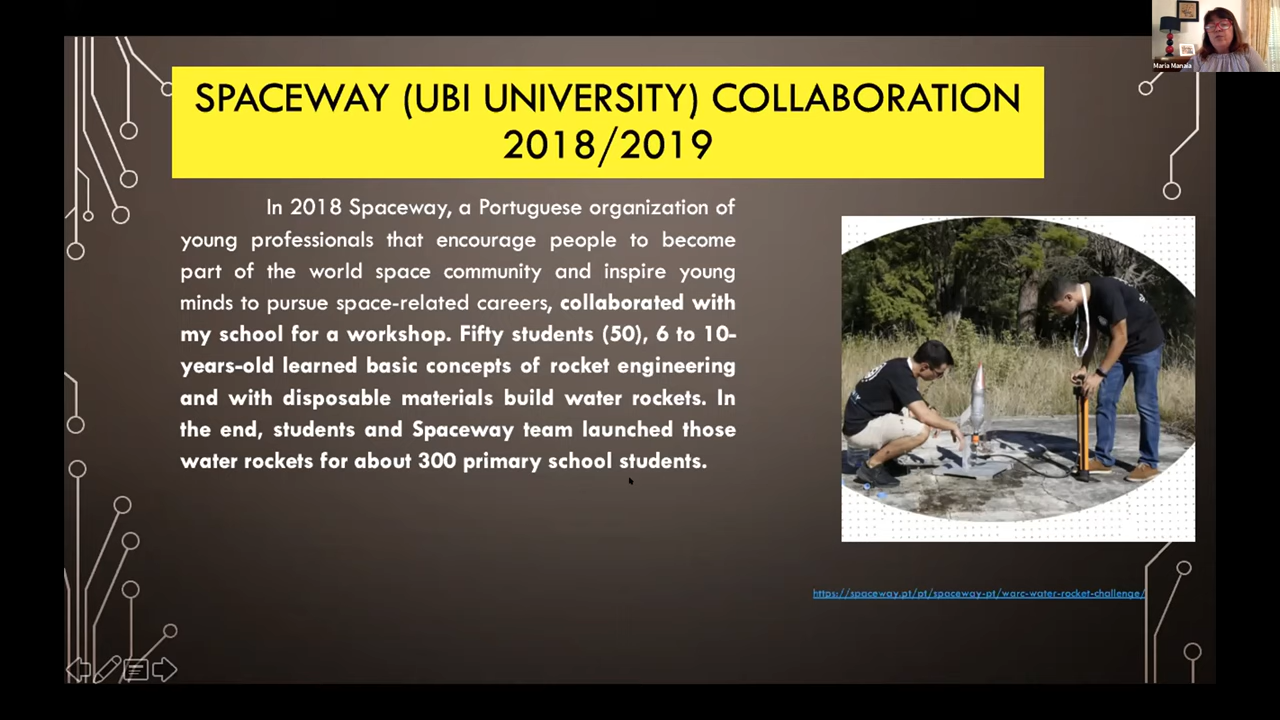 Maria Manaia
SPACEWAY (UBI UNIVERSITY) COLLABORATION
2018/2019
In 2018 Spaceway, a Portuguese organization of
young professionals that encourage people to become
part of the world space community and inspire young
minds to pursue space-related careers, collaborated with
my school for a workshop. Fifty students (50), 6 to 10-
years-old learned basic concepts of rocket engineering
and with disposable materials build water rockets. In
the end, students and Spaceway team launched those
water rockets for about 300 primary school students.
https://spaceway.pt/pt/spaceway-pt/warc-water-rocket-challenge/